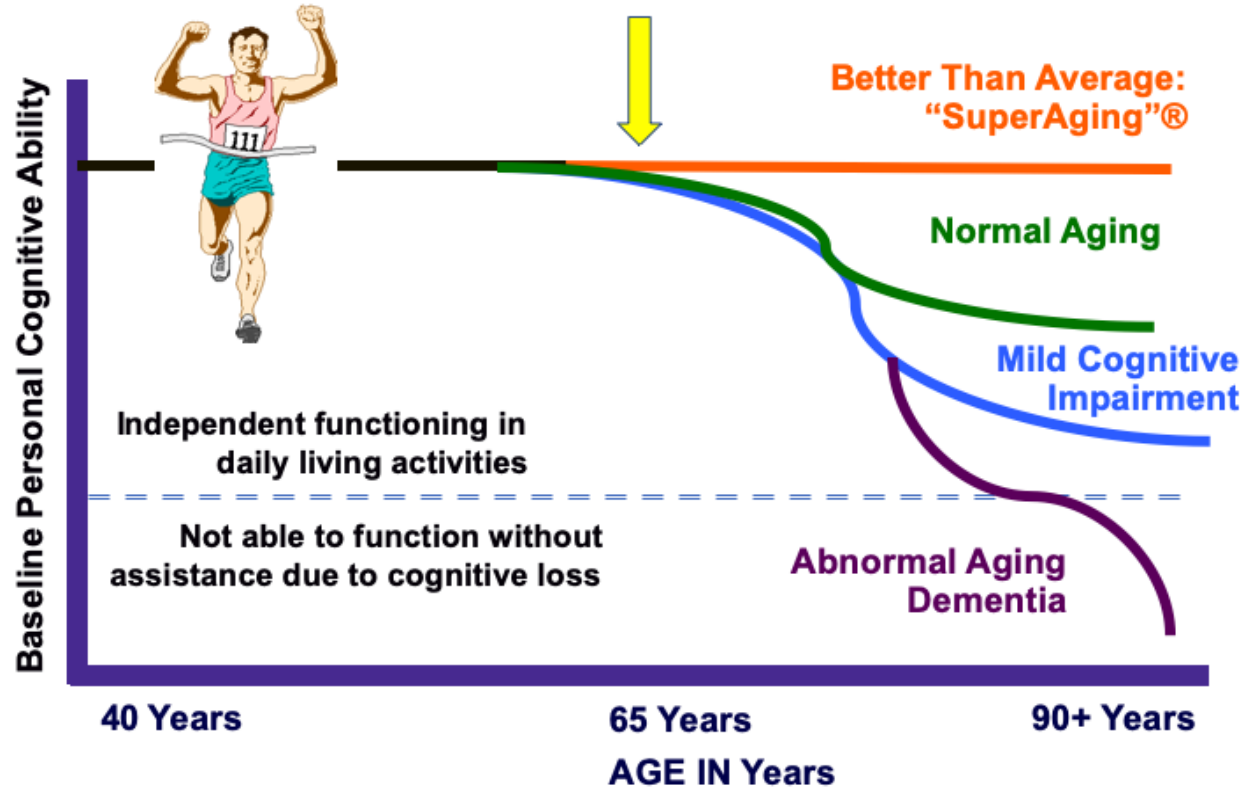 Baseline Personal Cognitive Ability
111
Better Than Average:
“SuperAging”®
Normal Aging
Mild Cognitive
Impairment
Independent functioning in
daily living activities
Not able to function without
assistance due to cognitive loss
Abnormal Aging
Dementia
40 Years
65 Years
90+ Years
AGE IN Years